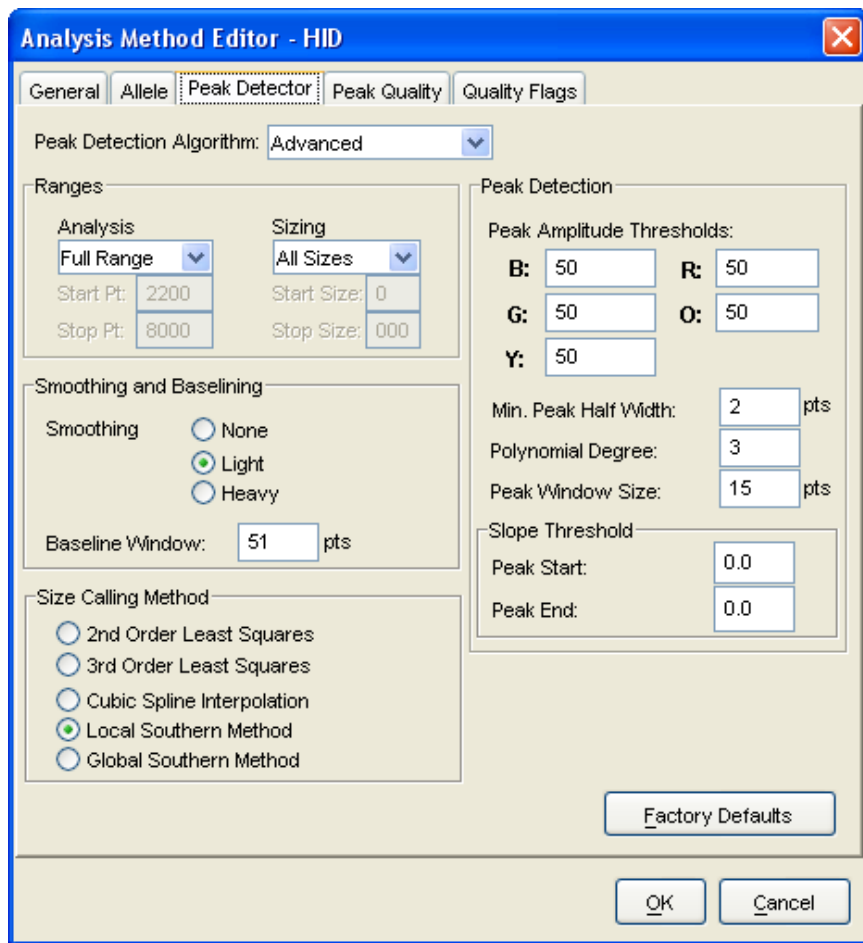 Analysis Method Editor - HID
General Allele Peak Detector Peak Quality Quality Flags
Peak Detection Algorithm: Advanced
Ranges
Analysis Sizing
Full Range All Sizes
Start Pt: 2200 Start Size: 0
Stop Pt: 8000 Stop Size: 000
Smoothing and Baselining
Smoothing None
Light
Heavy
Baseline Window: 51 pts
Size Calling Method
2nd Order Least Squares
3rd Order Least Squares
Cubic Spline Interpolation
Local Southern Method
Global Southern Method
Peak Detection
Peak Amplitude Thresholds:
B: 50 R: 50
G: 50 O: 50
Y: 50
Min. Peak Half Width: 2 pts
Polynomial Degree: 3
Peak Window Size: 15 pts
Slope Threshold
Peak Start: 0.0
Peak End: 0.0
Factory Defaults
OK Cancel